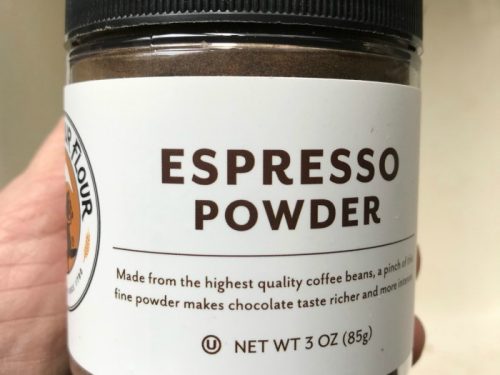 FLOUR
ESPRESSO
POWDER
Made from the highest quality coffee beans, a pinch of this
fine powder makes chocolate taste richer and more
U NET WT 3 OZ (85g)